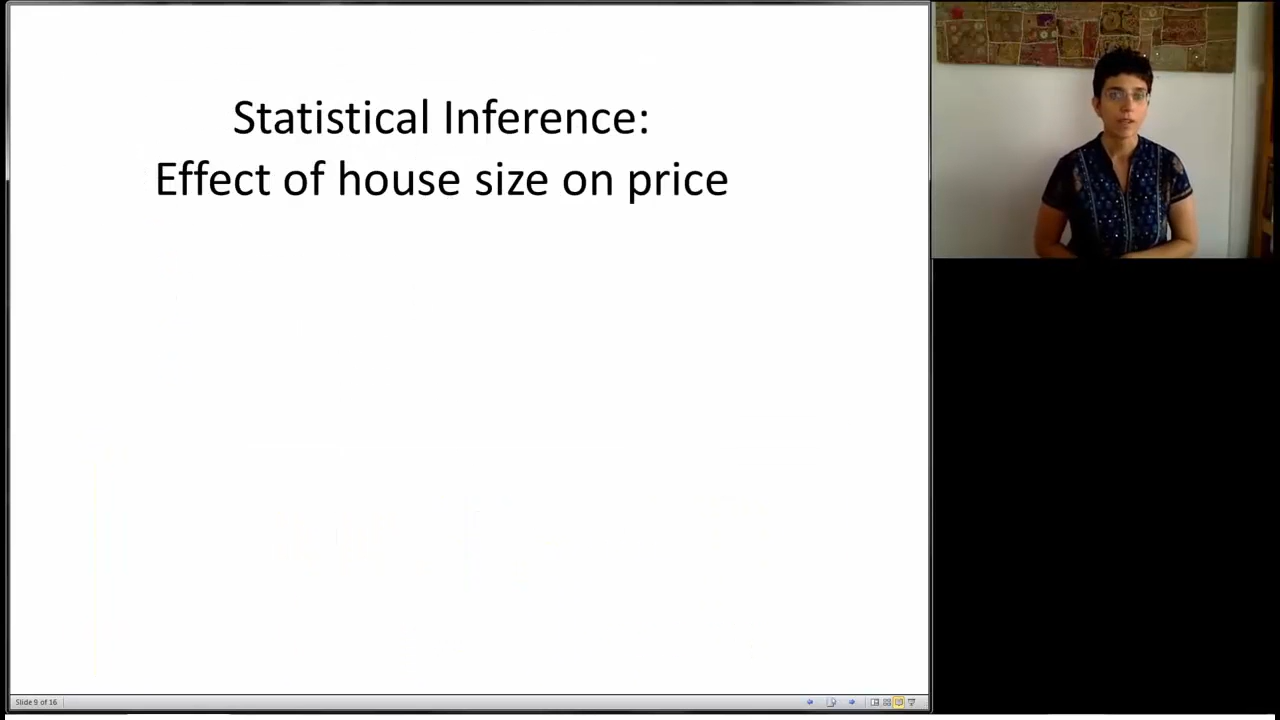 Statistical Inference:
Effect of house size on price
Slide 9 of 16